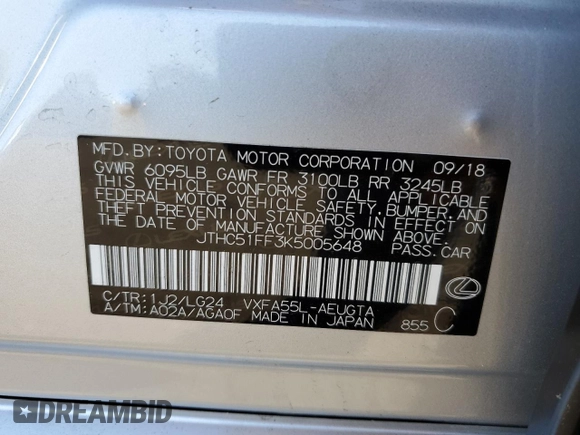 MFD.BY:TOYOTA MOTOR CORPORATION 09/18
GVWR 6095LB GAWR FR 3100LB RR 3245LB
THIS VEHICLE CONFORMS TO ALL APPLICABLE
FEDERAL MOTOR VEHICLE SAFETY, BUMPER, AND
THEFT PREVENTION STANDARDS IN EFFECT ON
THE DATE OF MANUFACTURE SHOWN ABOVE.
JTHC51FF3K5005648 PASS.CAR
C/TR:1J2/LG24 VXFA55L-AEUGTA
A/TM:A02A/AGA0F MADE IN JAPAN 855 C
DREAMBID